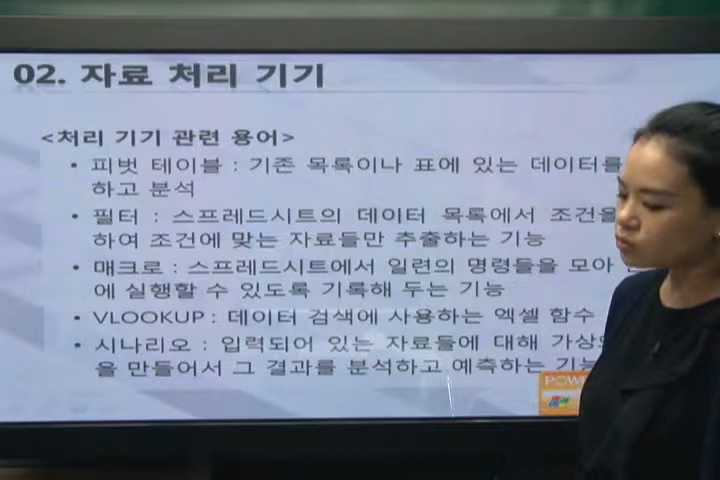 02. 자료 처리 기기
<처리 기기 관련 용어>
• 피벗 테이블 : 기존 목록이나 표에 있는 데이터를
하고 분석
• 필터 : 스프레드시트의 데이터 목록에서 조건을
하여 조건에 맞는 자료들만 추출하는 기능
• 매크로 : 스프레드시트에서 일련의 명령들을 모아
에 실행할 수 있도록 기록해 두는 기능
• VLOOKUP : 데이터 검색에 사용하는 엑셀 함수
• 시나리오 : 입력되어 있는 자료들에 대해
을 만들어서 그 결과를 분석하고 예측하는 기능